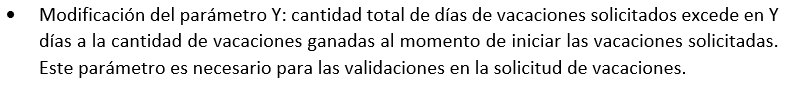 • Modificación del parámetro Y: cantidad total de días de vacaciones solicitados excede en Y
días a la cantidad de vacaciones ganadas al momento de iniciar las vacaciones solicitadas.
Este parámetro es necesario para las validaciones en la solicitud de vacaciones.